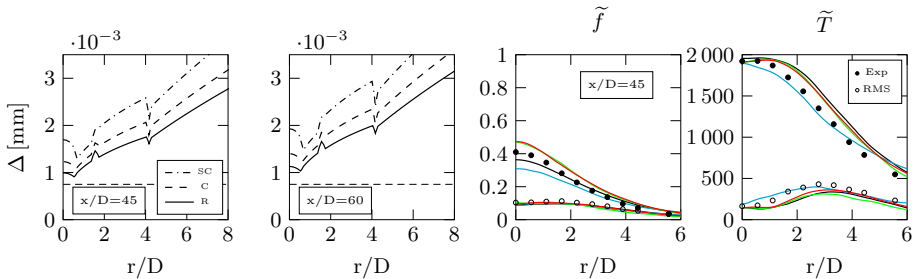 ·10⁻³
·10⁻³
f̃
T̃
Δ [mm]
3
2
1
0
SC
C
R
x/D=45
0 2 4 6 8
r/D
3
2
1
0
x/D=60
0 2 4 6 8
r/D
1
0.8
0.6
0.4
0.2
0
x/D=45
0 2 4 6
r/D
2 000
1 500
1 000
500
0
Exp
RMS
0 2 4 6
r/D